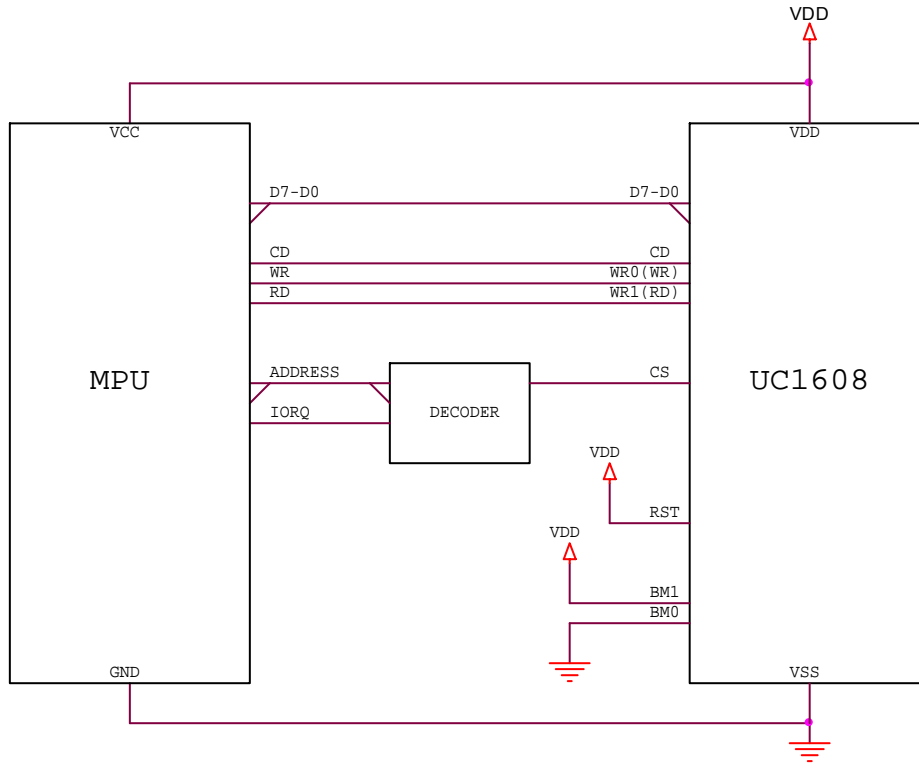 VDD
VCC
VDD
D7-D0
D7-D0
CD
CD
WR
WR0(WR)
RD
WR1(RD)
MPU
ADDRESS
CS
UC1608
IORQ
DECODER
VDD
RST
VDD
BM1
BM0
GND
VSS